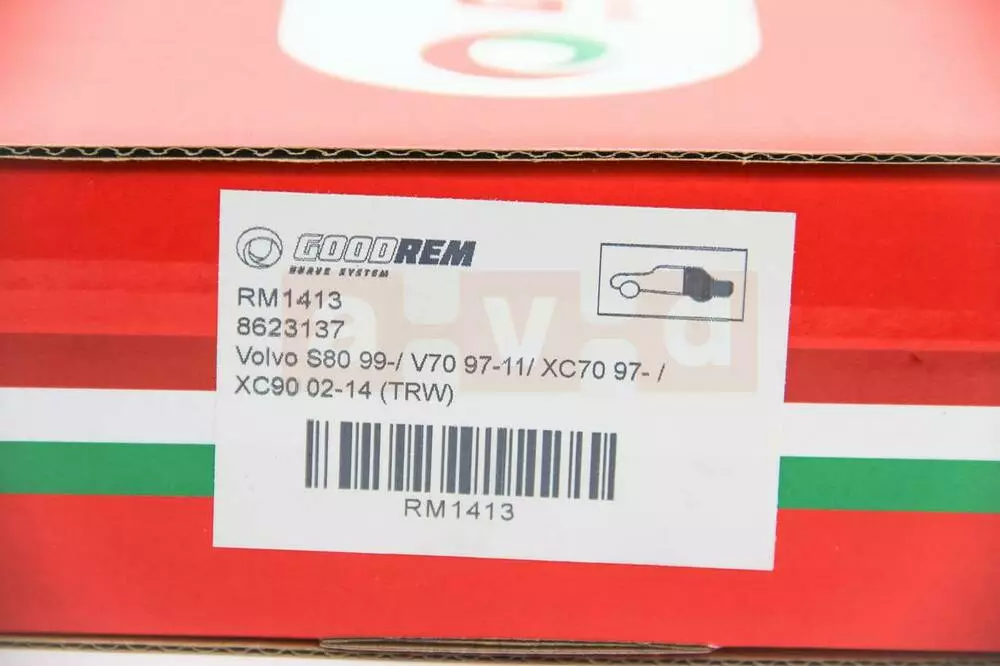 GOODREM
BRAKE SYSTEM
RM1413
8623137
Volvo S80 99-/ V70 97-11/ XC70 97- /
XC90 02-14 (TRW)
RM1413
a·v·d